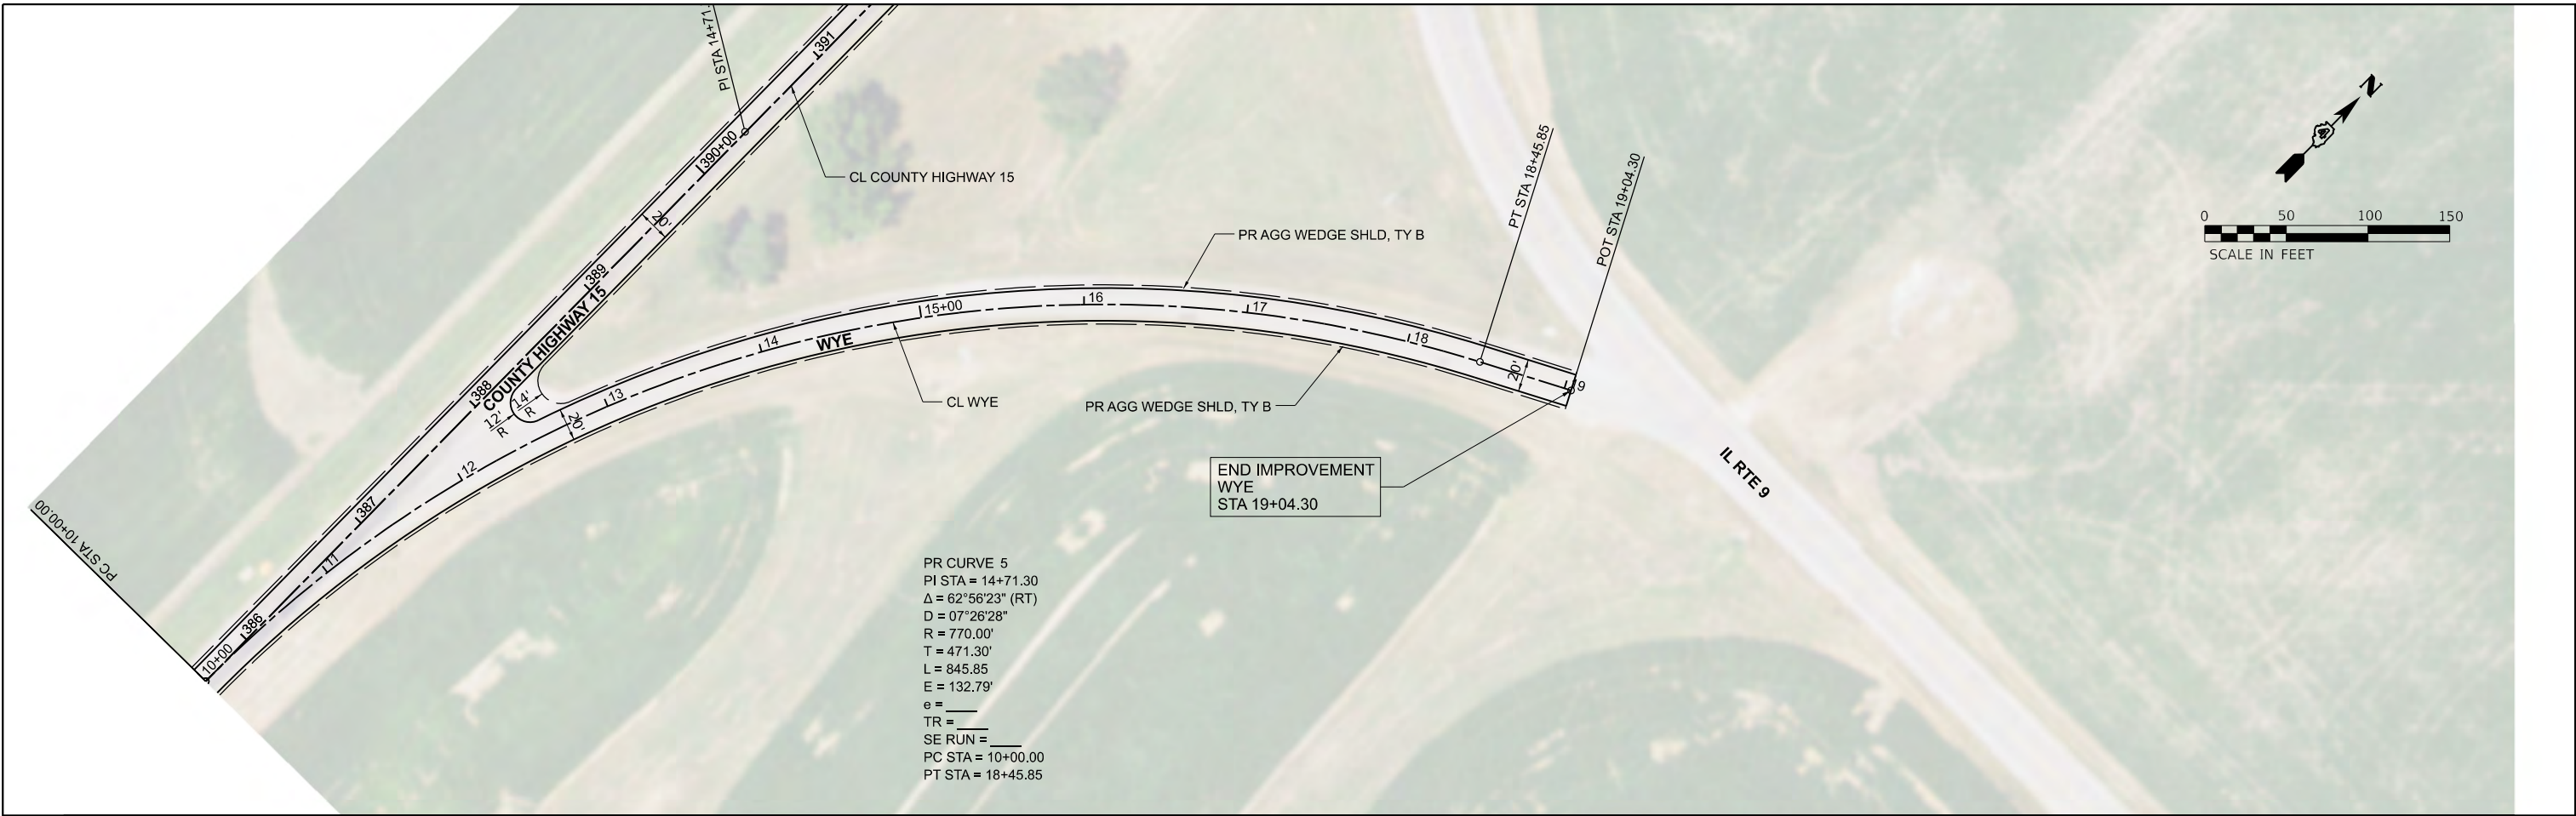 PI STA 14+71.
391
390+00
CL COUNTY HIGHWAY 15
20'
389
COUNTY HIGHWAY 15
388
14'
R
12'
R
20'
387
386
10+00
PC STA 10+00.00
11
12
13
14
WYE
15+00
16
17
18
19
20'
CL WYE
PR AGG WEDGE SHLD, TY B
PR AGG WEDGE SHLD, TY B
PT STA 18+45.85
POT STA 19+04.30
END IMPROVEMENT
WYE
STA 19+04.30
IL RTE 9
N
0 50 100 150
SCALE IN FEET
PR CURVE 5
PI STA = 14+71.30
Δ = 62°56'23" (RT)
D = 07°26'28"
R = 770.00'
T = 471.30'
L = 845.85
E = 132.79'
e = ____
TR = ____
SE RUN = ____
PC STA = 10+00.00
PT STA = 18+45.85